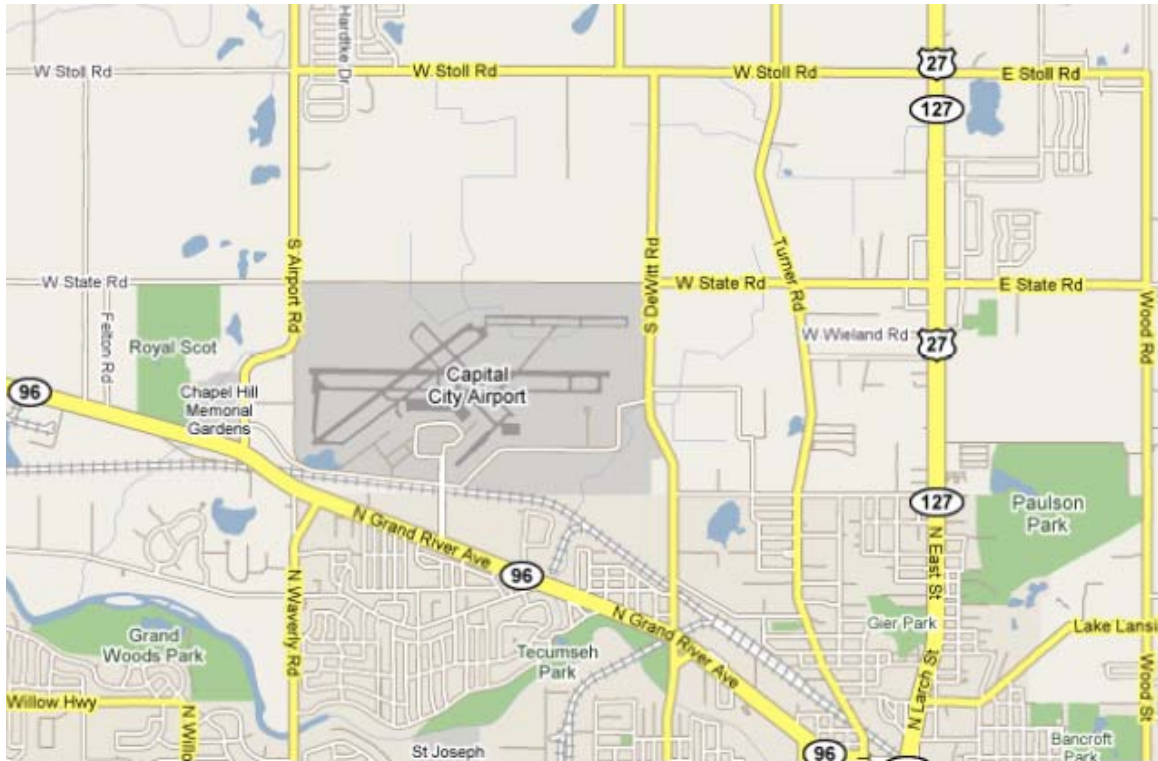 Hardtke Dr
W Stoll Rd
W Stoll Rd
W Stoll Rd
27
E Stoll Rd
127
S Airport Rd
S DeWitt Rd
Turner Rd
W State Rd
W State Rd
E State Rd
Felton Rd
Royal Scot
W Wieland Rd
27
Wood Rd
96
Chapel Hill
Memorial
Gardens
Capital
City Airport
127
Paulson
Park
N Grand River Ave
96
N East St
N Waverly Rd
Grand
Woods Park
N Grand River Ave
Tecumseh
Park
Gier Park
Lake Lansi
N Larch St
Wood St
Willow Hwy
N Willo
St Joseph
96
Bancroft
Park